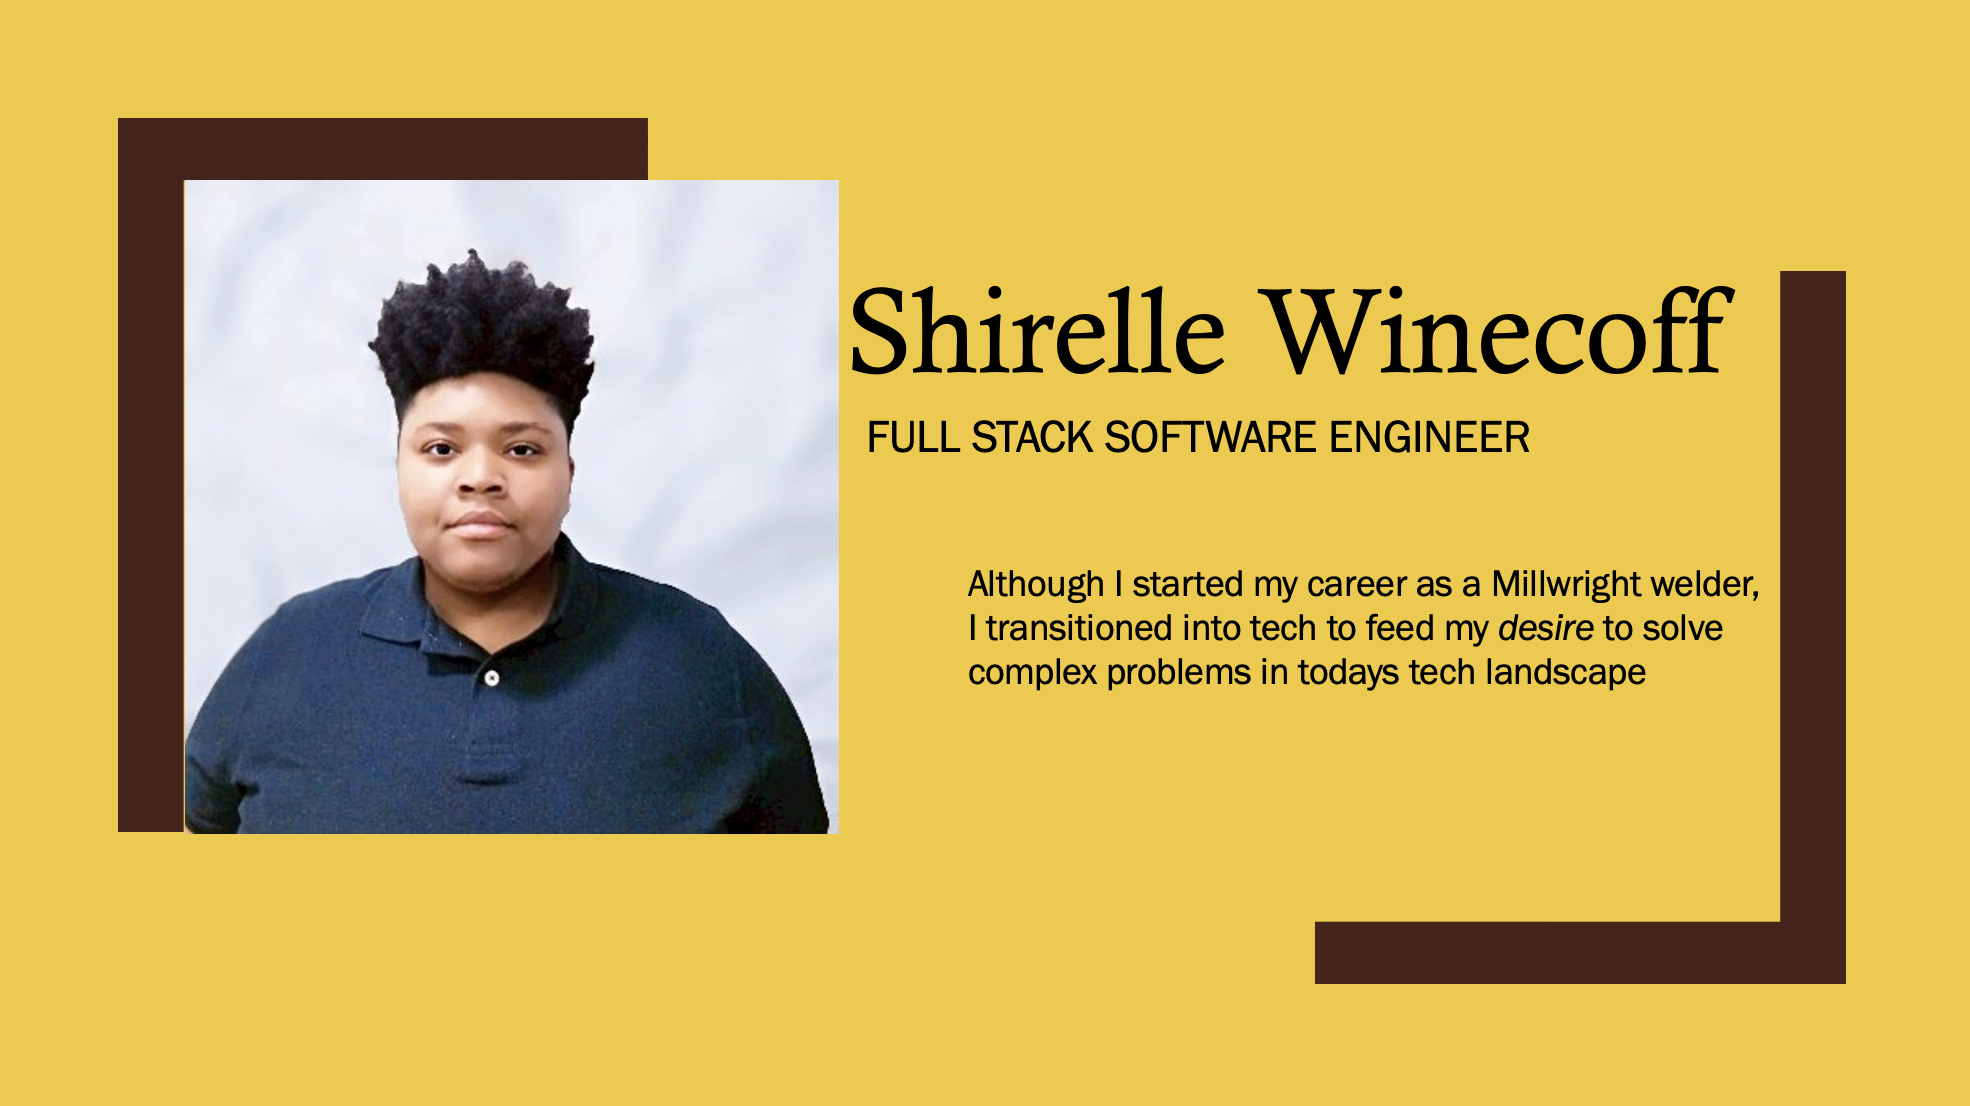 Shirelle Winecoff
FULL STACK SOFTWARE ENGINEER
Although I started my career as a Millwright welder,
I transitioned into tech to feed my desire to solve
complex problems in todays tech landscape